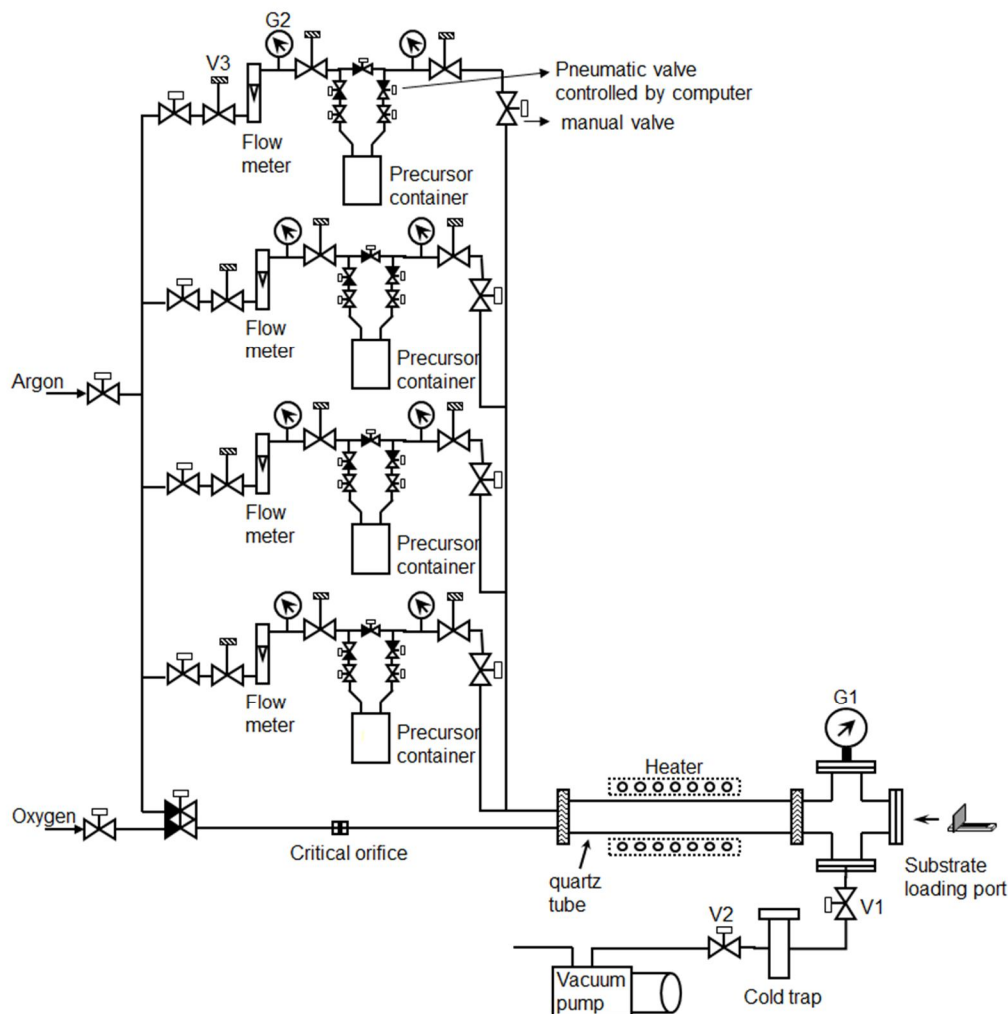 G2
V3
Pneumatic valve
controlled by computer
manual valve
Flow
meter
Precursor
container
Flow
meter
Precursor
container
Argon
Flow
meter
Precursor
container
Flow
meter
Precursor
container
G1
Heater
Oxygen
Critical orifice
quartz
tube
Substrate
loading port
V1
V2
Vacuum
pump
Cold trap